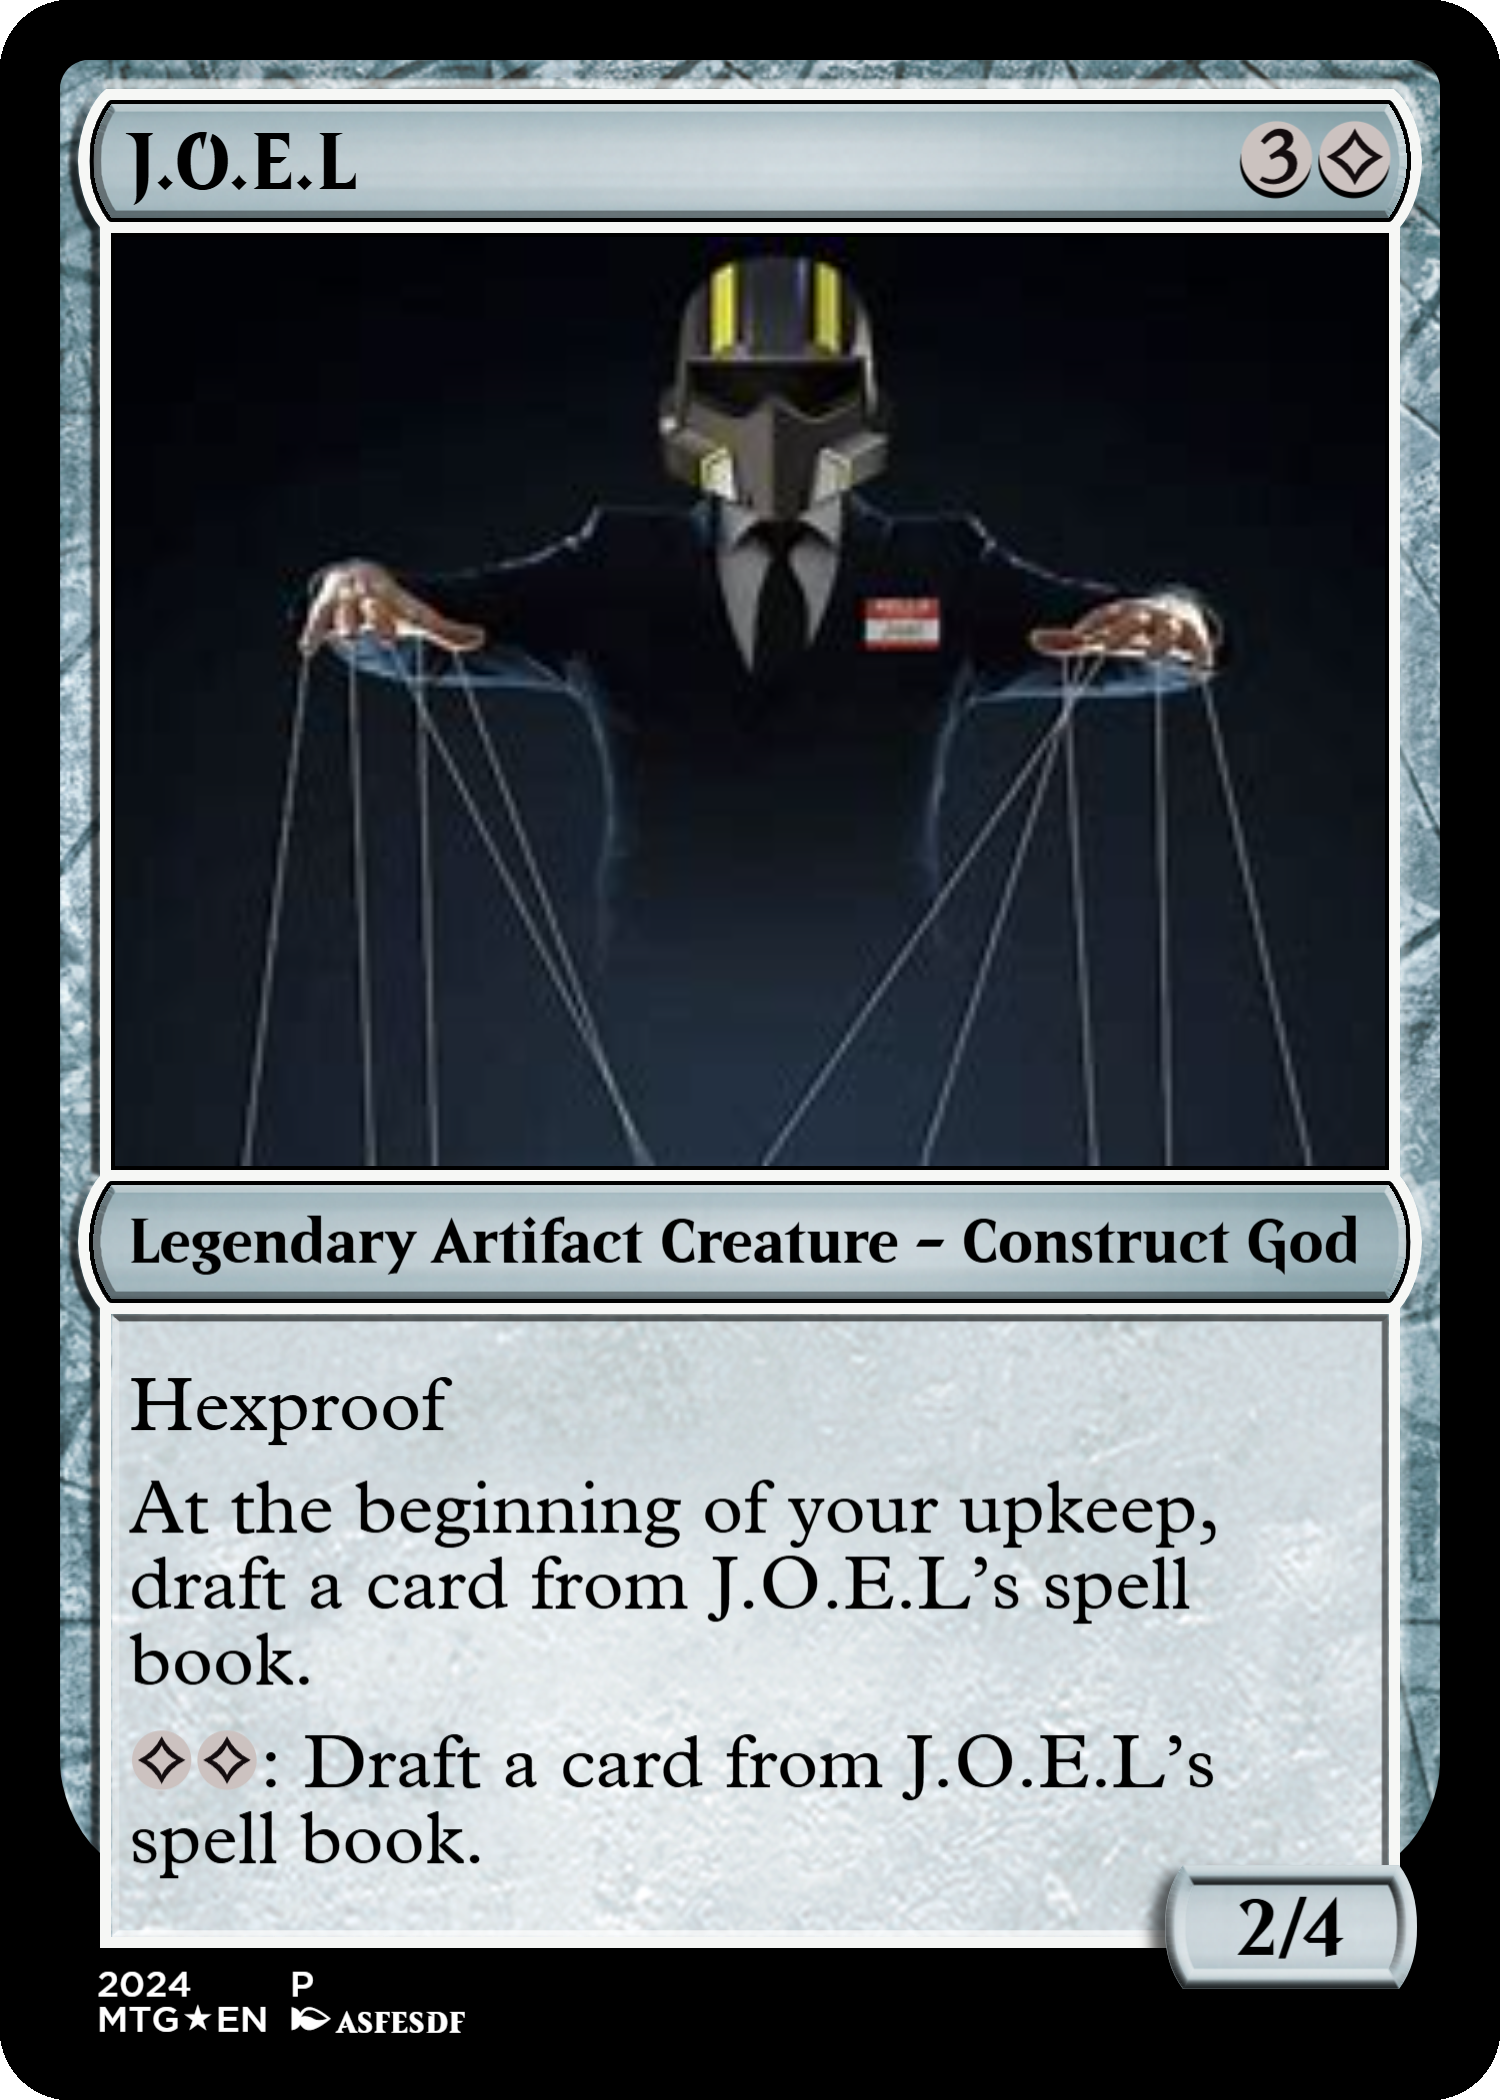 J.O.E.L 3
HELLO
Legendary Artifact Creature – Construct God
Hexproof
At the beginning of your upkeep,
draft a card from J.O.E.L’s spell
book.
: Draft a card from J.O.E.L’s
spell book.
2/4
2024 P
MTG★EN ASFESDF